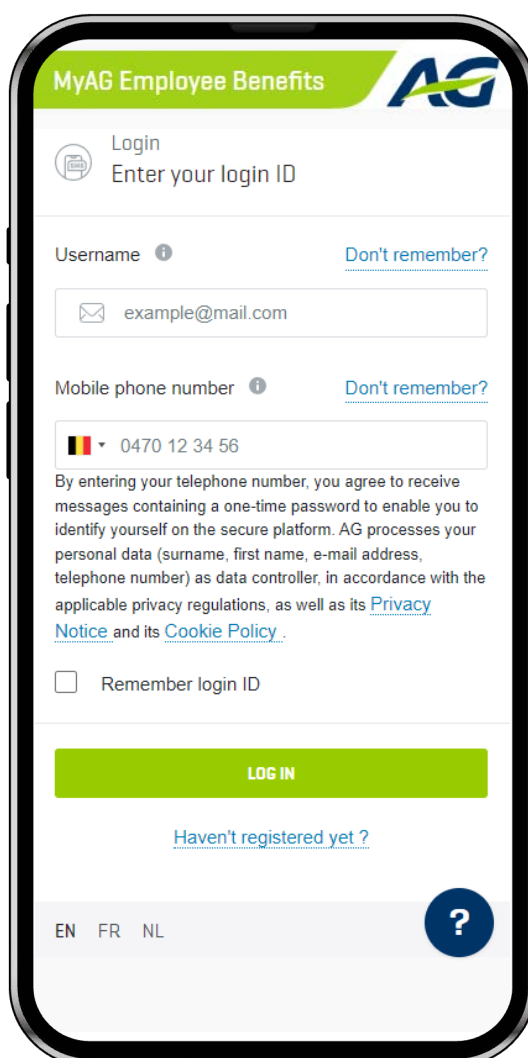 MyAG Employee Benefits
AG
Login
SMS
Enter your login ID
Username
Don't remember?
example@mail.com
Mobile phone number
Don't remember?
0470 12 34 56
By entering your telephone number, you agree to receive
messages containing a one-time password to enable you to
identify yourself on the secure platform. AG processes your
personal data (surname, first name, e-mail address,
telephone number) as data controller, in accordance with the
applicable privacy regulations, as well as its Privacy
Notice and its Cookie Policy .
Remember login ID
LOG IN
Haven't registered yet ?
EN FR NL
?